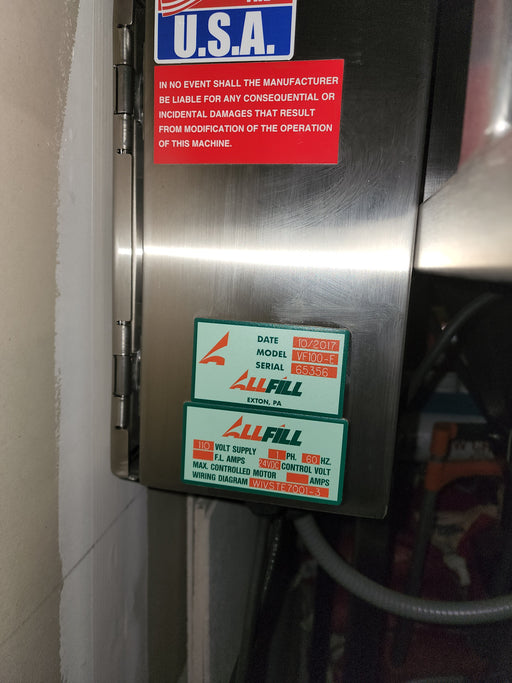 U.S.A.
IN NO EVENT SHALL THE MANUFACTURER
BE LIABLE FOR ANY CONSEQUENTIAL OR
INCIDENTAL DAMAGES THAT RESULT
FROM MODIFICATION OF THE OPERATION
OF THIS MACHINE.
DATE 10/2017
MODEL VF100-E
SERIAL 65356
ALLFILL
EXTON, PA
ALLFILL
110 VOLT SUPPLY 1 PH. 60 HZ.
F.L. AMPS 24VDC CONTROL VOLT
MAX. CONTROLLED MOTOR AMPS
WIRING DIAGRAM WIVSTE7001-3